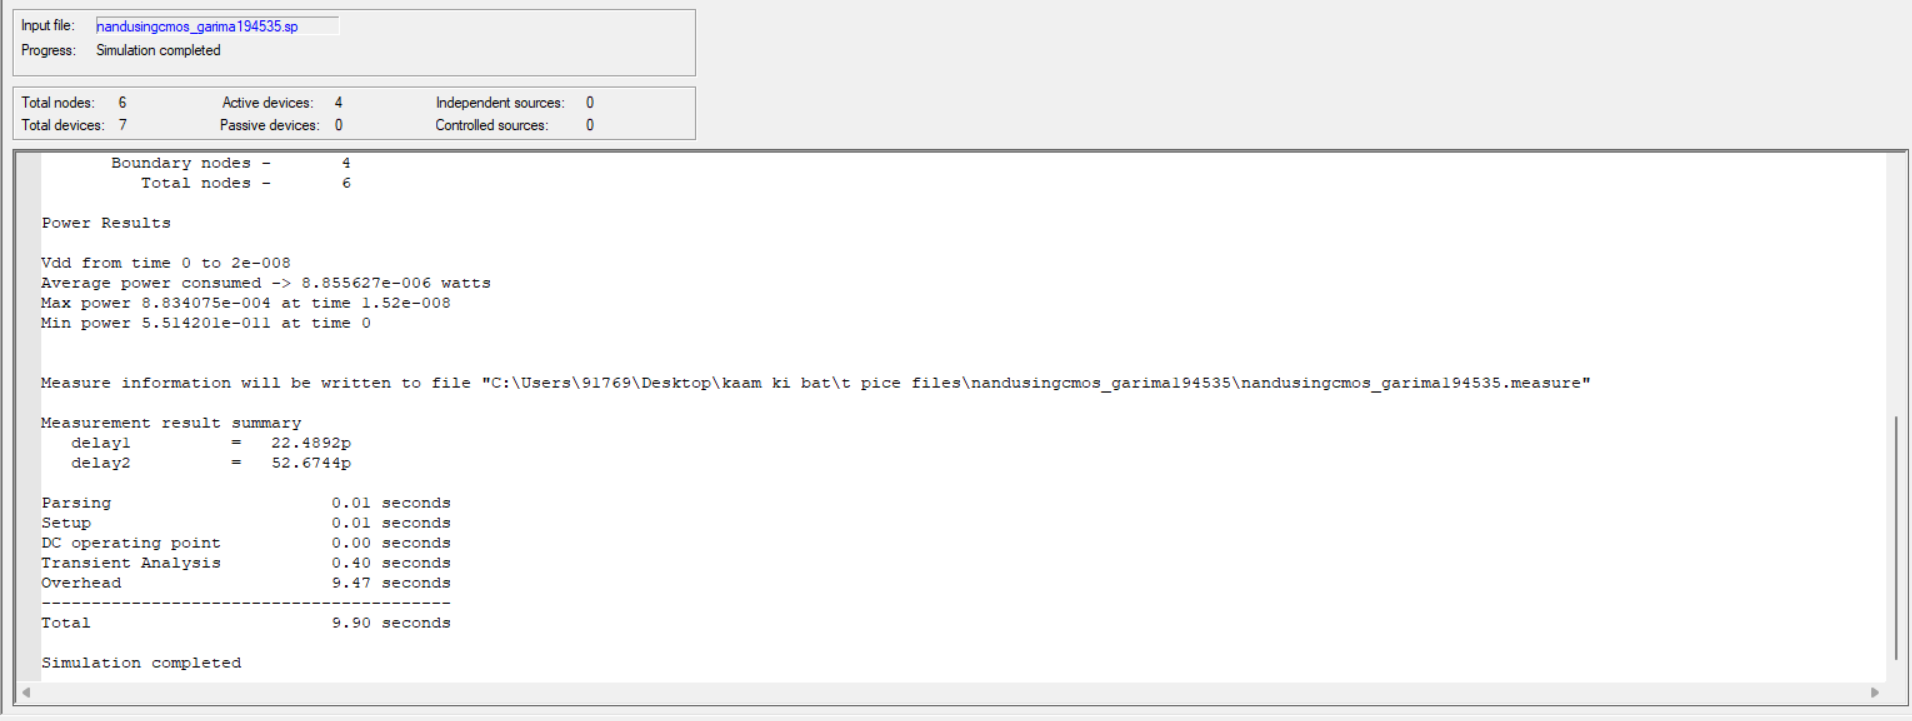 Input file: nandusingcmos_garima194535.sp
Progress: Simulation completed
Total nodes: 6 Active devices: 4 Independent sources: 0
Total devices: 7 Passive devices: 0 Controlled sources: 0
Boundary nodes - 4
Total nodes - 6
Power Results
Vdd from time 0 to 2e-008
Average power consumed -> 8.855627e-006 watts
Max power 8.834075e-004 at time 1.52e-008
Min power 5.514201e-011 at time 0
Measure information will be written to file "C:\Users\91769\Desktop\kaam ki bat\t pice files\nandusingcmos_garima194535\nandusingcmos_garima194535.measure"
Measurement result summary
delay1 = 22.4892p
delay2 = 52.6744p
Parsing 0.01 seconds
Setup 0.01 seconds
DC operating point 0.00 seconds
Transient Analysis 0.40 seconds
Overhead 9.47 seconds
-----------------------------------------
Total 9.90 seconds
Simulation completed